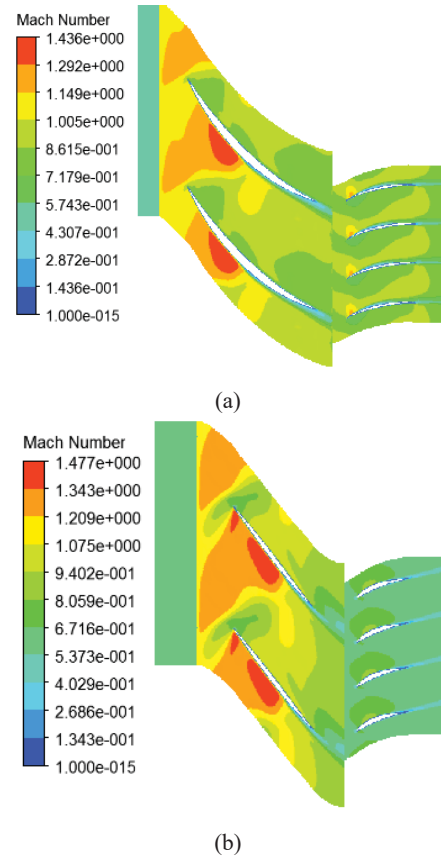 Mach Number
1.436e+000
1.292e+000
1.149e+000
1.005e+000
8.615e-001
7.179e-001
5.743e-001
4.307e-001
2.872e-001
1.436e-001
1.000e-015
(a)
Mach Number
1.477e+000
1.343e+000
1.209e+000
1.075e+000
9.402e-001
8.059e-001
6.716e-001
5.373e-001
4.029e-001
2.686e-001
1.343e-001
1.000e-015
(b)